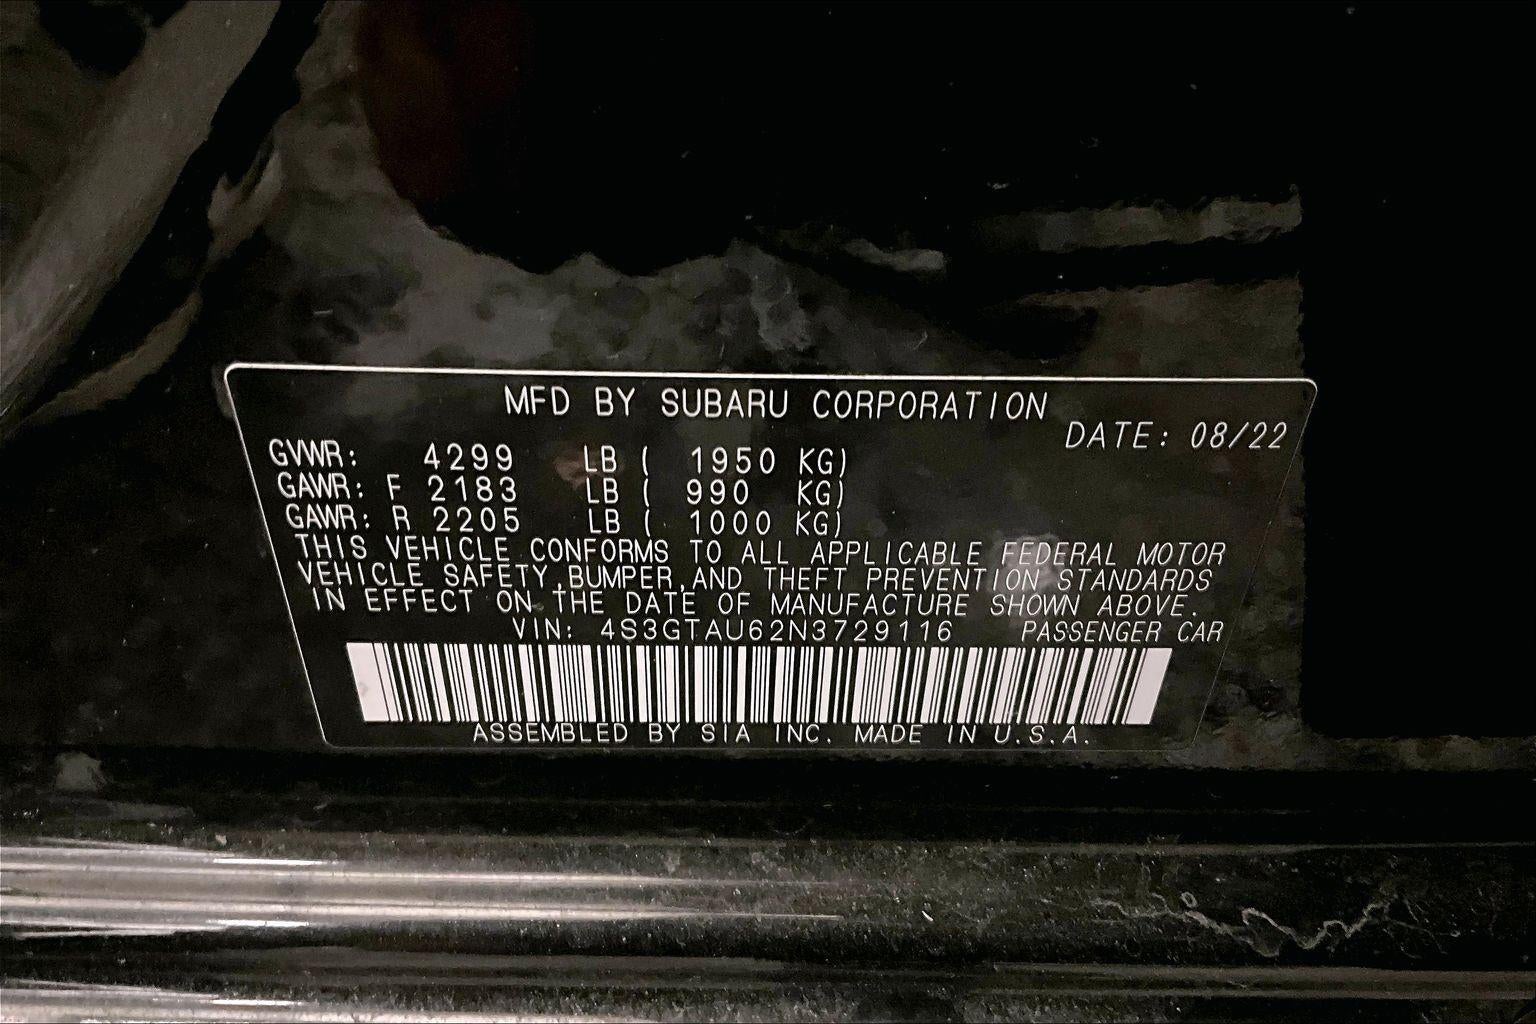 MFD BY SUBARU CORPORATION
DATE: 08/22
GVWR: 4299 LB ( 1950 KG)
GAWR: F 2183 LB ( 990 KG)
GAWR: R 2205 LB ( 1000 KG)
THIS VEHICLE CONFORMS TO ALL APPLICABLE FEDERAL MOTOR
VEHICLE SAFETY,BUMPER,AND THEFT PREVENTION STANDARDS
IN EFFECT ON THE DATE OF MANUFACTURE SHOWN ABOVE.
VIN: 4S3GTAU62N3729116 PASSENGER CAR
ASSEMBLED BY SIA INC. MADE IN U.S.A.